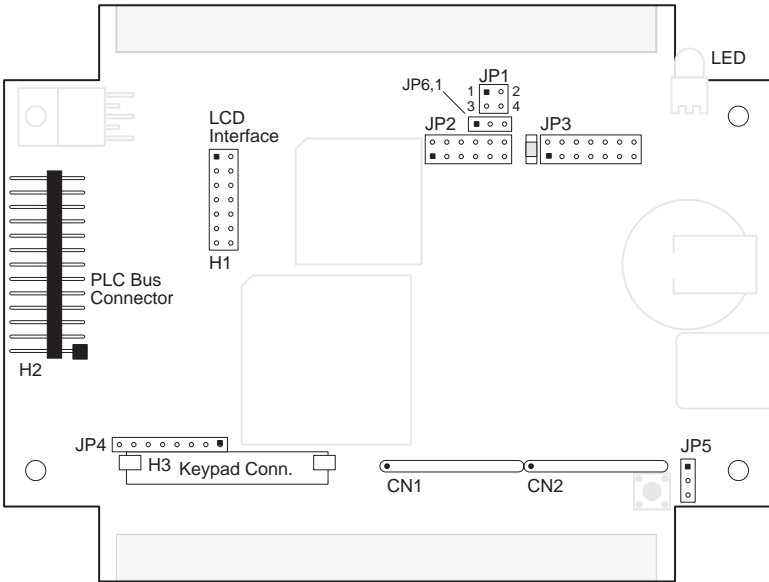 LED
JP6,1
JP1
1 2
3 4
LCD
Interface
JP2
JP3
H1
PLC Bus
Connector
H2
JP4
H3 Keypad Conn.
CN1
CN2
JP5